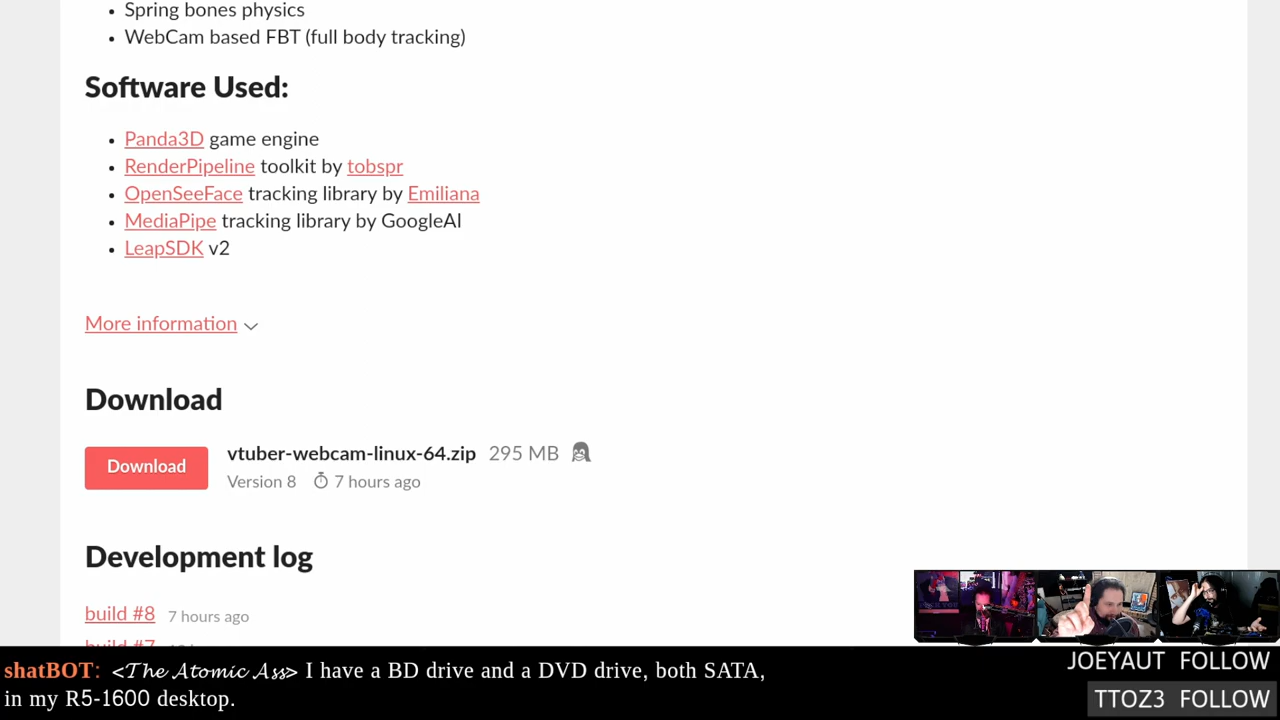 Spring bones physics
WebCam based FBT (full body tracking)
Software Used:
Panda3D game engine
RenderPipeline toolkit by tobspr
OpenSeeFace tracking library by Emiliana
MediaPipe tracking library by GoogleAI
LeapSDK v2
More information
Download
Download
vtuber-webcam-linux-64.zip 295 MB
Version 8 7 hours ago
Development log
build #8 7 hours ago
build #7
shatBOT: <𝓣𝓱𝓮 𝓐𝓽𝓸𝓶𝓲𝓬 𝓐𝓼𝓼> I have a BD drive and a DVD drive, both SATA,
in my R5-1600 desktop.
JOEYAUT FOLLOW
TTOZ3 FOLLOW